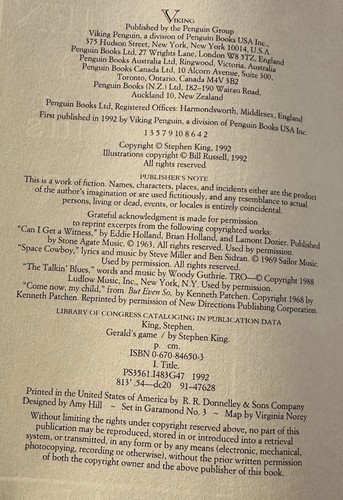 VIKING
Published by the Penguin Group
Viking Penguin, a division of Penguin Books USA Inc.,
375 Hudson Street, New York, New York 10014, U.S.A.
Penguin Books Ltd, 27 Wrights Lane, London W8 5TZ, England
Penguin Books Australia Ltd, Ringwood, Victoria, Australia
Penguin Books Canada Ltd, 10 Alcorn Avenue, Suite 300,
Toronto, Ontario, Canada M4V 3B2
Penguin Books (N.Z.) Ltd, 182–190 Wairau Road,
Auckland 10, New Zealand
Penguin Books Ltd, Registered Offices: Harmondsworth, Middlesex, England
First published in 1992 by Viking Penguin, a division of Penguin Books USA Inc.
1 3 5 7 9 10 8 6 4 2
Copyright © Stephen King, 1992
Illustrations copyright © Bill Russell, 1992
All rights reserved
PUBLISHER'S NOTE
This is a work of fiction. Names, characters, places, and incidents either are the product
of the author's imagination or are used fictitiously, and any resemblance to actual
persons, living or dead, events, or locales is entirely coincidental.
Grateful acknowledgment is made for permission
to reprint excerpts from the following copyrighted works:
"Can I Get a Witness," by Eddie Holland, Brian Holland, and Lamont Dozier. Published
by Stone Agate Music. © 1963. All rights reserved. Used by permission.
"Space Cowboy," lyrics and music by Steve Miller and Ben Sidran. © 1969 Sailor Music.
Used by permission. All rights reserved.
"The Talkin' Blues," words and music by Woody Guthrie. TRO—© Copyright 1988
Ludlow Music, Inc., New York, N.Y. Used by permission.
"Come now, my child," from But Even So, by Kenneth Patchen. Copyright 1968 by
Kenneth Patchen. Reprinted by permission of New Directions Publishing Corporation.
LIBRARY OF CONGRESS CATALOGING IN PUBLICATION DATA
King, Stephen.
Gerald's game / by Stephen King.
p. cm.
ISBN 0-670-84650-3
I. Title.
PS3561.I483G47 1992
813'.54—dc20 91-47628
Printed in the United States of America by R. R. Donnelley & Sons Company
Designed by Amy Hill ~ Set in Garamond No. 3 ~ Map by Virginia Norey
Without limiting the rights under copyright reserved above, no part of this
publication may be reproduced, stored in or introduced into a retrieval
system, or transmitted, in any form or by any means (electronic, mechanical,
photocopying, recording or otherwise), without the prior written permission
of both the copyright owner and the above publisher of this book.